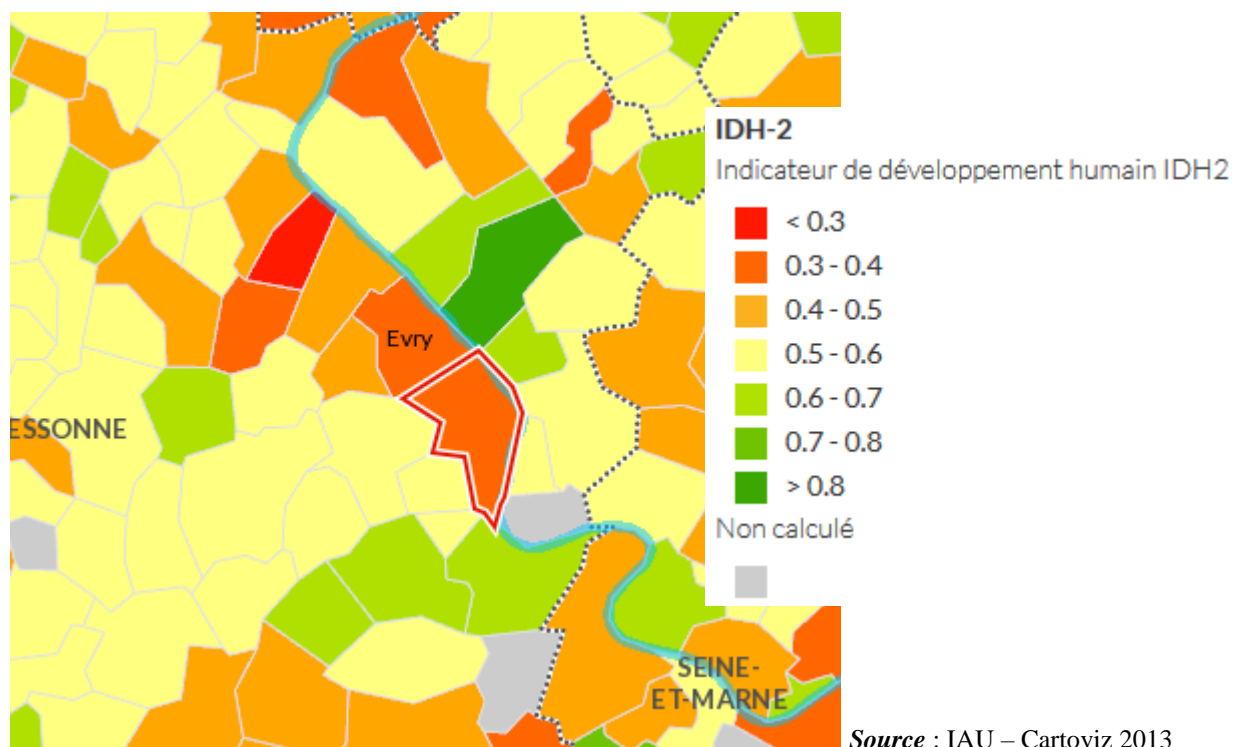 IDH-2
Indicateur de développement humain IDH2
< 0.3
0.3 - 0.4
0.4 - 0.5
0.5 - 0.6
0.6 - 0.7
0.7 - 0.8
> 0.8
Non calculé
Evry
ESSONNE
SEINE-
ET-MARNE
Source : IAU – Cartoviz 2013